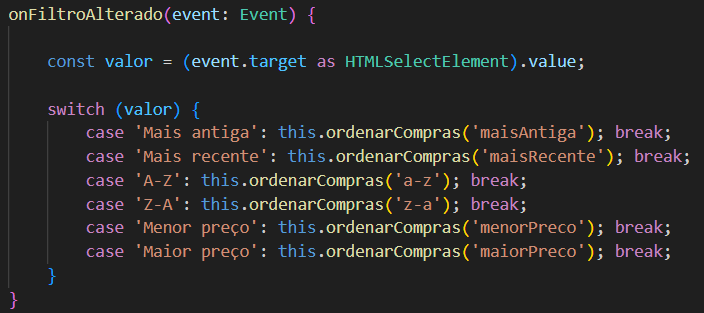 onFiltroAlterado(event: Event) {
const valor = (event.target as HTMLSelectElement).value;
switch (valor) {
case 'Mais antiga': this.ordenarCompras('maisAntiga'); break;
case 'Mais recente': this.ordenarCompras('maisRecente'); break;
case 'A-Z': this.ordenarCompras('a-z'); break;
case 'Z-A': this.ordenarCompras('z-a'); break;
case 'Menor preço': this.ordenarCompras('menorPreco'); break;
case 'Maior preço': this.ordenarCompras('maiorPreco'); break;
}
}